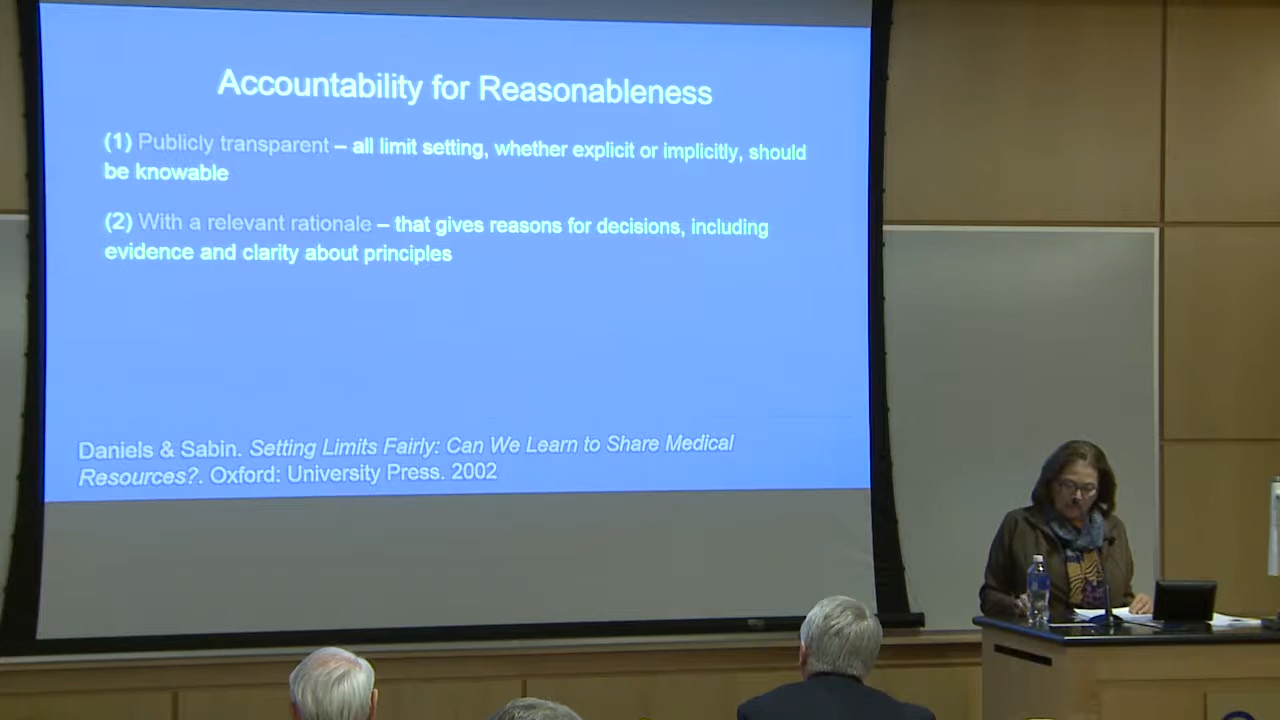 Accountability for Reasonableness
(1) Publicly transparent – all limit setting, whether explicit or implicitly, should
be knowable
(2) With a relevant rationale – that gives reasons for decisions, including
evidence and clarity about principles
Daniels & Sabin. Setting Limits Fairly: Can We Learn to Share Medical
Resources?. Oxford: University Press. 2002